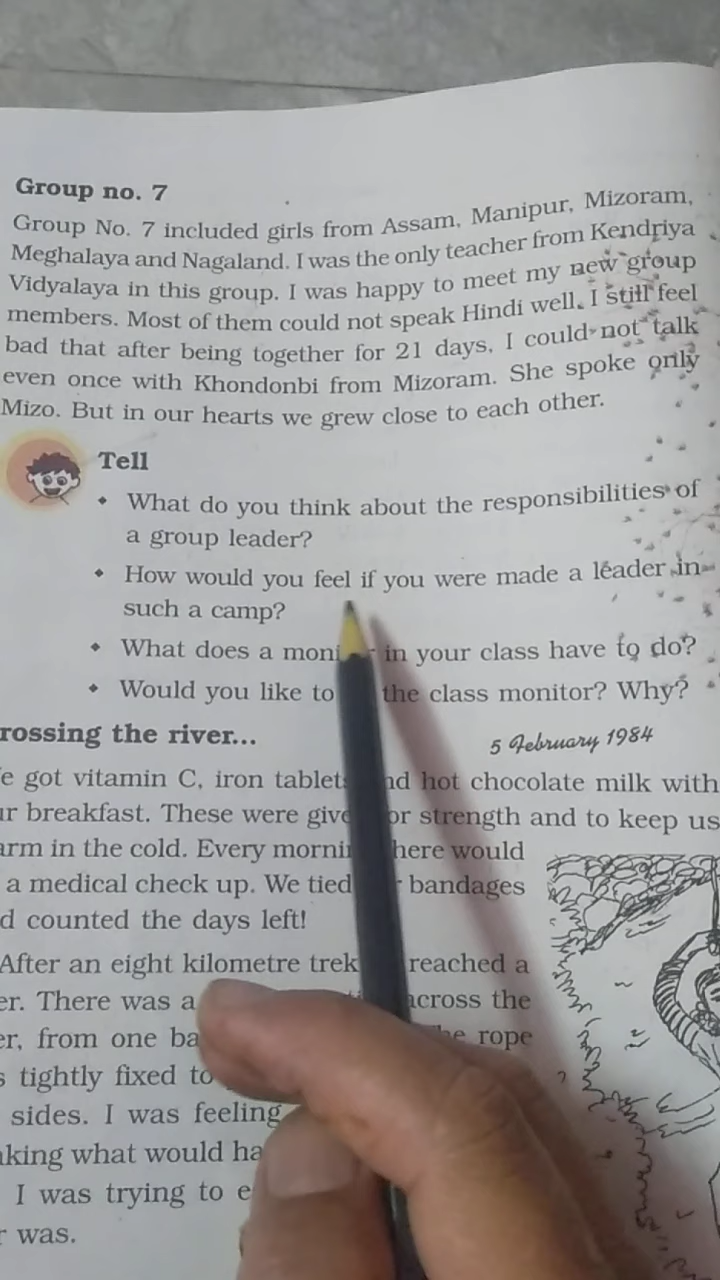 Group no. 7
Group No. 7 included girls from Assam, Manipur, Mizoram,
Meghalaya and Nagaland. I was the only teacher from Kendriya
Vidyalaya in this group. I was happy to meet my new group
members. Most of them could not speak Hindi well. I still feel
bad that after being together for 21 days, I could not talk
even once with Khondonbi from Mizoram. She spoke only
Mizo. But in our hearts we grew close to each other.
Tell
• What do you think about the responsibilities of
a group leader?
• How would you feel if you were made a leader in
such a camp?
• What does a in your class have to do?
• Would you like to the class monitor? Why?
rossing the river...
5 February 1984
e got vitamin C, iron tablets nd hot chocolate milk with
ur breakfast. These were give or strength and to keep us
arm in the cold. Every morni here would
a medical check up. We tied bandages
d counted the days left!
After an eight kilometre trek reached a
er. There was a across the
er, from one ba he rope
s tightly fixed to
sides. I was feeling
king what would ha
I was trying to e
r was.